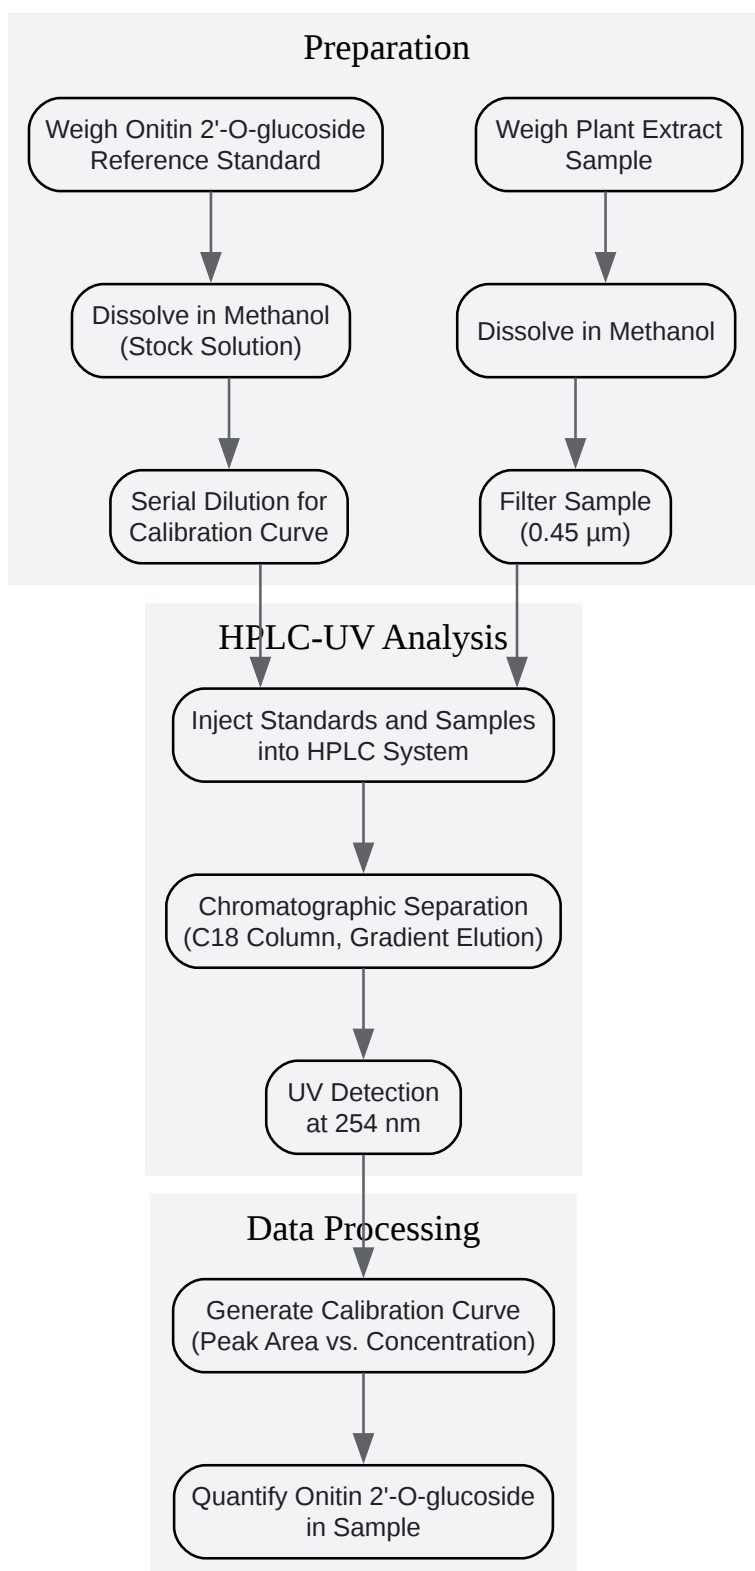 Preparation
Weigh Onitin 2'-O-glucoside
Reference Standard
Weigh Plant Extract
Sample
Dissolve in Methanol
(Stock Solution)
Dissolve in Methanol
Serial Dilution for
Calibration Curve
Filter Sample
(0.45 µm)
HPLC-UV Analysis
Inject Standards and Samples
into HPLC System
Chromatographic Separation
(C18 Column, Gradient Elution)
UV Detection
at 254 nm
Data Processing
Generate Calibration Curve
(Peak Area vs. Concentration)
Quantify Onitin 2'-O-glucoside
in Sample